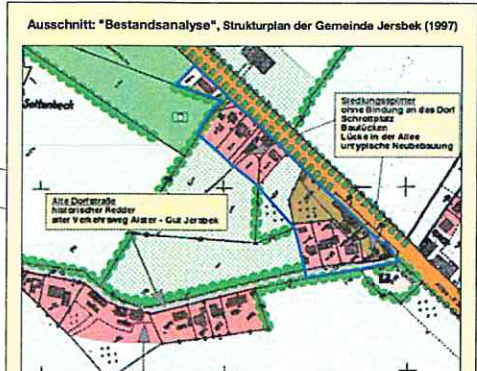 Ausschnitt: "Bestandsanalyse", Strukturplan der Gemeinde Jersbek (1997)
Sottenbeck
Siedlungssplitter
ohne Bindung an das Dorf
Schrottplatz
Baulücken
Lücke in der Allee
untypische Neubebauung
Alte Dorfstraße
historischer Redder
alter Verkehrsweg Alster - Gut Jersbek